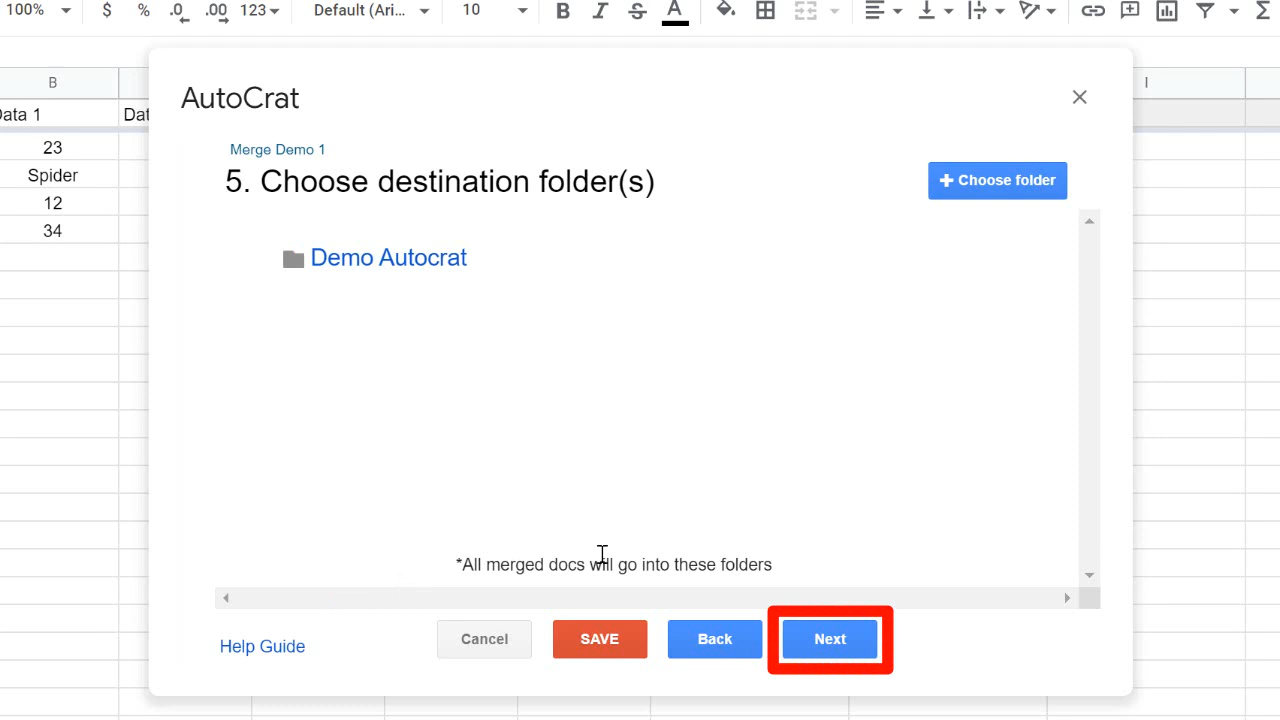 100% $ % .0 .00 123 Default (Ari... 10 B I S A
B I
Data 1 Dat
23
Spider
12
34
AutoCrat
Merge Demo 1
5. Choose destination folder(s)
Choose folder
Demo Autocrat
*All merged docs will go into these folders
Help Guide Cancel SAVE Back Next